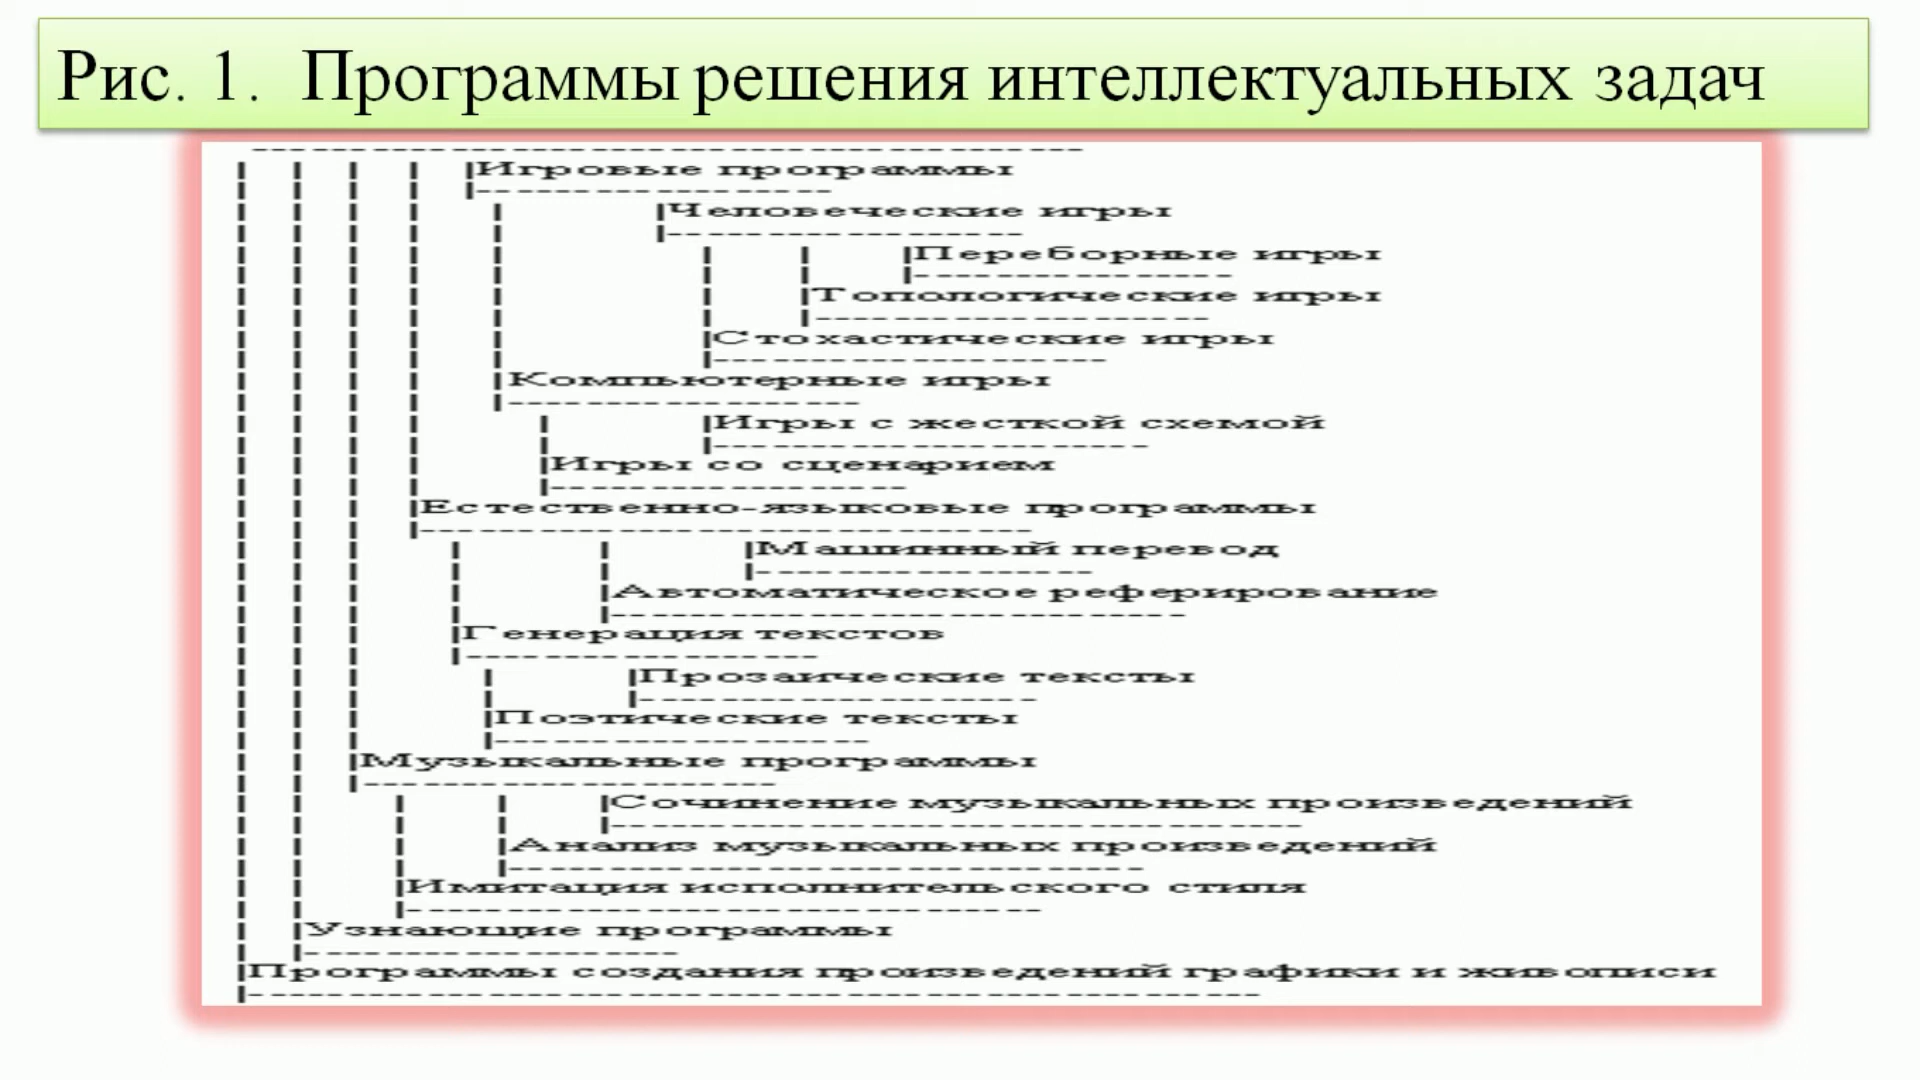 Рис. 1. Программы решения интеллектуальных задач
Игровые программы
Человеческие игры
Переборные игры
Топологические игры
Стохастические игры
Компьютерные игры
Игры с жесткой схемой
Игры со сценарием
Естественно-языковые программы
Машинный перевод
Автоматическое реферирование
Генерация текстов
Прозаические тексты
Поэтические тексты
Музыкальные программы
Сочинение музыкальных произведений
Анализ музыкальных произведений
Имитация исполнительского стиля
Узнающие программы
Программы создания произведений графики и живописи